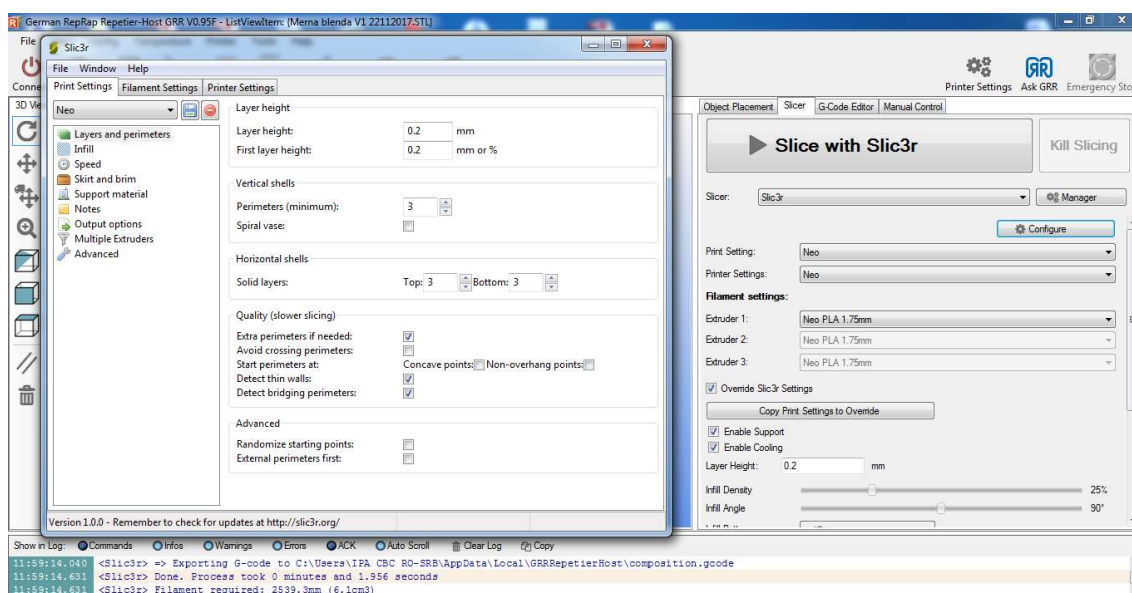 German RepRap Repetier-Host GRR V0.95F - ListViewItem: {Merna blenda V1 22112017.STL}
File
Slic3r
File Window Help
Print Settings Filament Settings Printer Settings
Neo
Layers and perimeters
Infill
Speed
Skirt and brim
Support material
Notes
Output options
Multiple Extruders
Advanced
Layer height
Layer height: 0.2 mm
First layer height: 0.2 mm or %
Vertical shells
Perimeters (minimum): 3
Spiral vase:
Horizontal shells
Solid layers: Top: 3 Bottom: 3
Quality (slower slicing)
Extra perimeters if needed:
Avoid crossing perimeters:
Start perimeters at: Concave points: Non-overhang points:
Detect thin walls:
Detect bridging perimeters:
Advanced
Randomize starting points:
External perimeters first:
Version 1.0.0 - Remember to check for updates at http://slic3r.org/
Conne
3D Vie
Printer Settings Ask GRR Emergency Sto
Object Placement Slicer G-Code Editor Manual Control
Slice with Slic3r
Kill Slicing
Slicer: Slic3r Manager
Configure
Print Setting: Neo
Printer Settings: Neo
Filament settings:
Extruder 1: Neo PLA 1.75mm
Extruder 2: Neo PLA 1.75mm
Extruder 3: Neo PLA 1.75mm
Override Slic3r Settings
Copy Print Settings to Override
Enable Support
Enable Cooling
Layer Height: 0.2 mm
Infill Density 25%
Infill Angle 90°
Show in Log: Commands Infos Warnings Errors ACK Auto Scroll Clear Log Copy
11:59:14.040 <Slic3r> => Exporting G-code to C:\Users\IPA CBC RO-SRB\AppData\Local\GRRRepetierHost\composition.gcode
11:59:14.631 <Slic3r> Done. Process took 0 minutes and 1.956 seconds
11:59:14.631 <Slic3r> Filament required: 2539.3mm (6.1cm3)